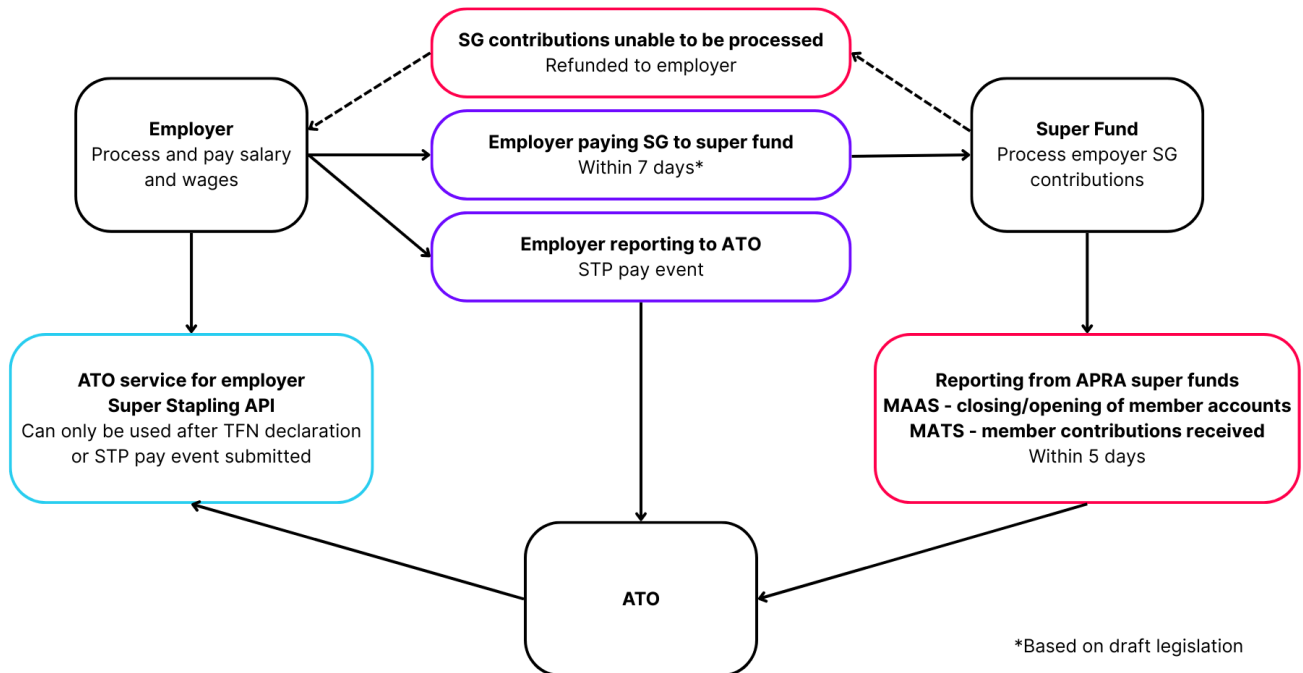 SG contributions unable to be processed
Refunded to employer
Employer
Process and pay salary
and wages
Employer paying SG to super fund
Within 7 days*
Super Fund
Process empoyer SG
contributions
Employer reporting to ATO
STP pay event
ATO service for employer
Super Stapling API
Can only be used after TFN declaration
or STP pay event submitted
Reporting from APRA super funds
MAAS - closing/opening of member accounts
MATS - member contributions received
Within 5 days
ATO
*Based on draft legislation